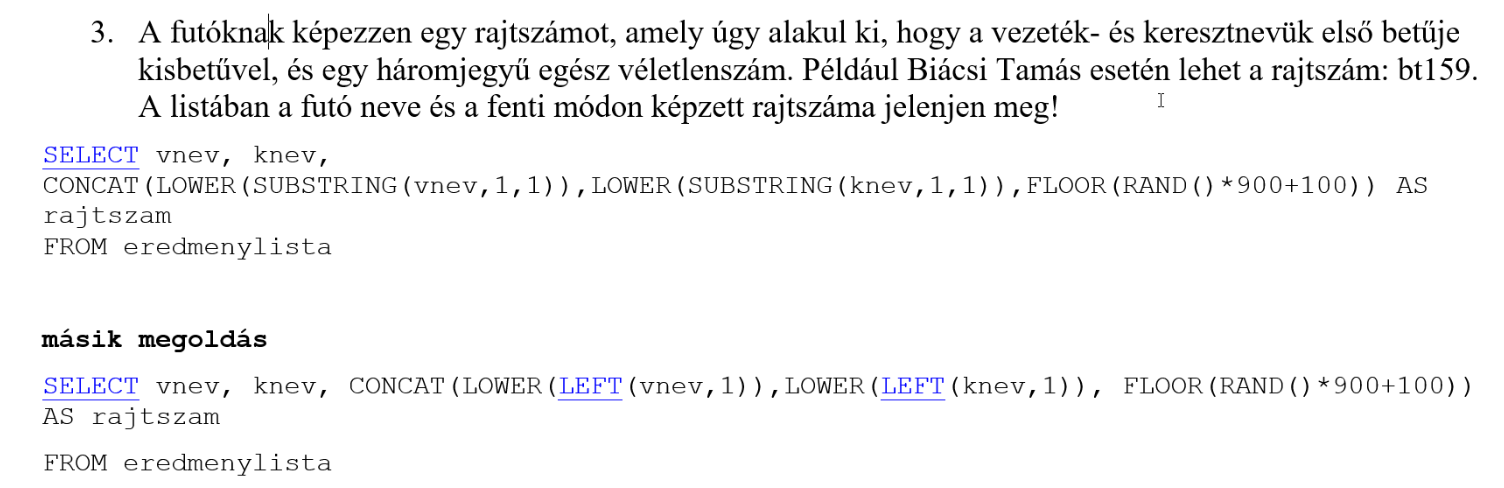 3. A futóknak képezzen egy rajtszámot, amely úgy alakul ki, hogy a vezeték- és keresztnevük első betűje
kisbetűvel, és egy háromjegyű egész véletlenszám. Például Biácsi Tamás esetén lehet a rajtszám: bt159.
A listában a futó neve és a fenti módon képzett rajtszáma jelenjen meg!
SELECT vnev, knev,
CONCAT(LOWER(SUBSTRING(vnev,1,1)),LOWER(SUBSTRING(knev,1,1)),FLOOR(RAND()*900+100)) AS
rajtszam
FROM eredmenylista
másik megoldás
SELECT vnev, knev, CONCAT(LOWER(LEFT(vnev,1)),LOWER(LEFT(knev,1)), FLOOR(RAND()*900+100))
AS rajtszam
FROM eredmenylista